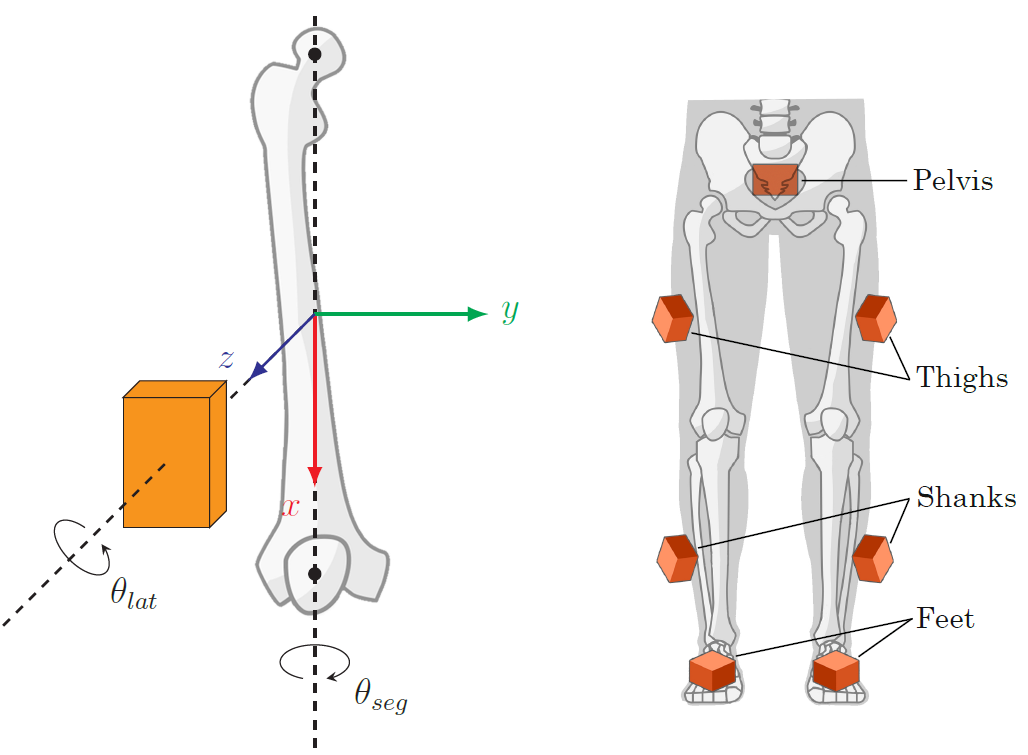 y
z
x
θlat
θseg
Pelvis
Thighs
Shanks
Feet